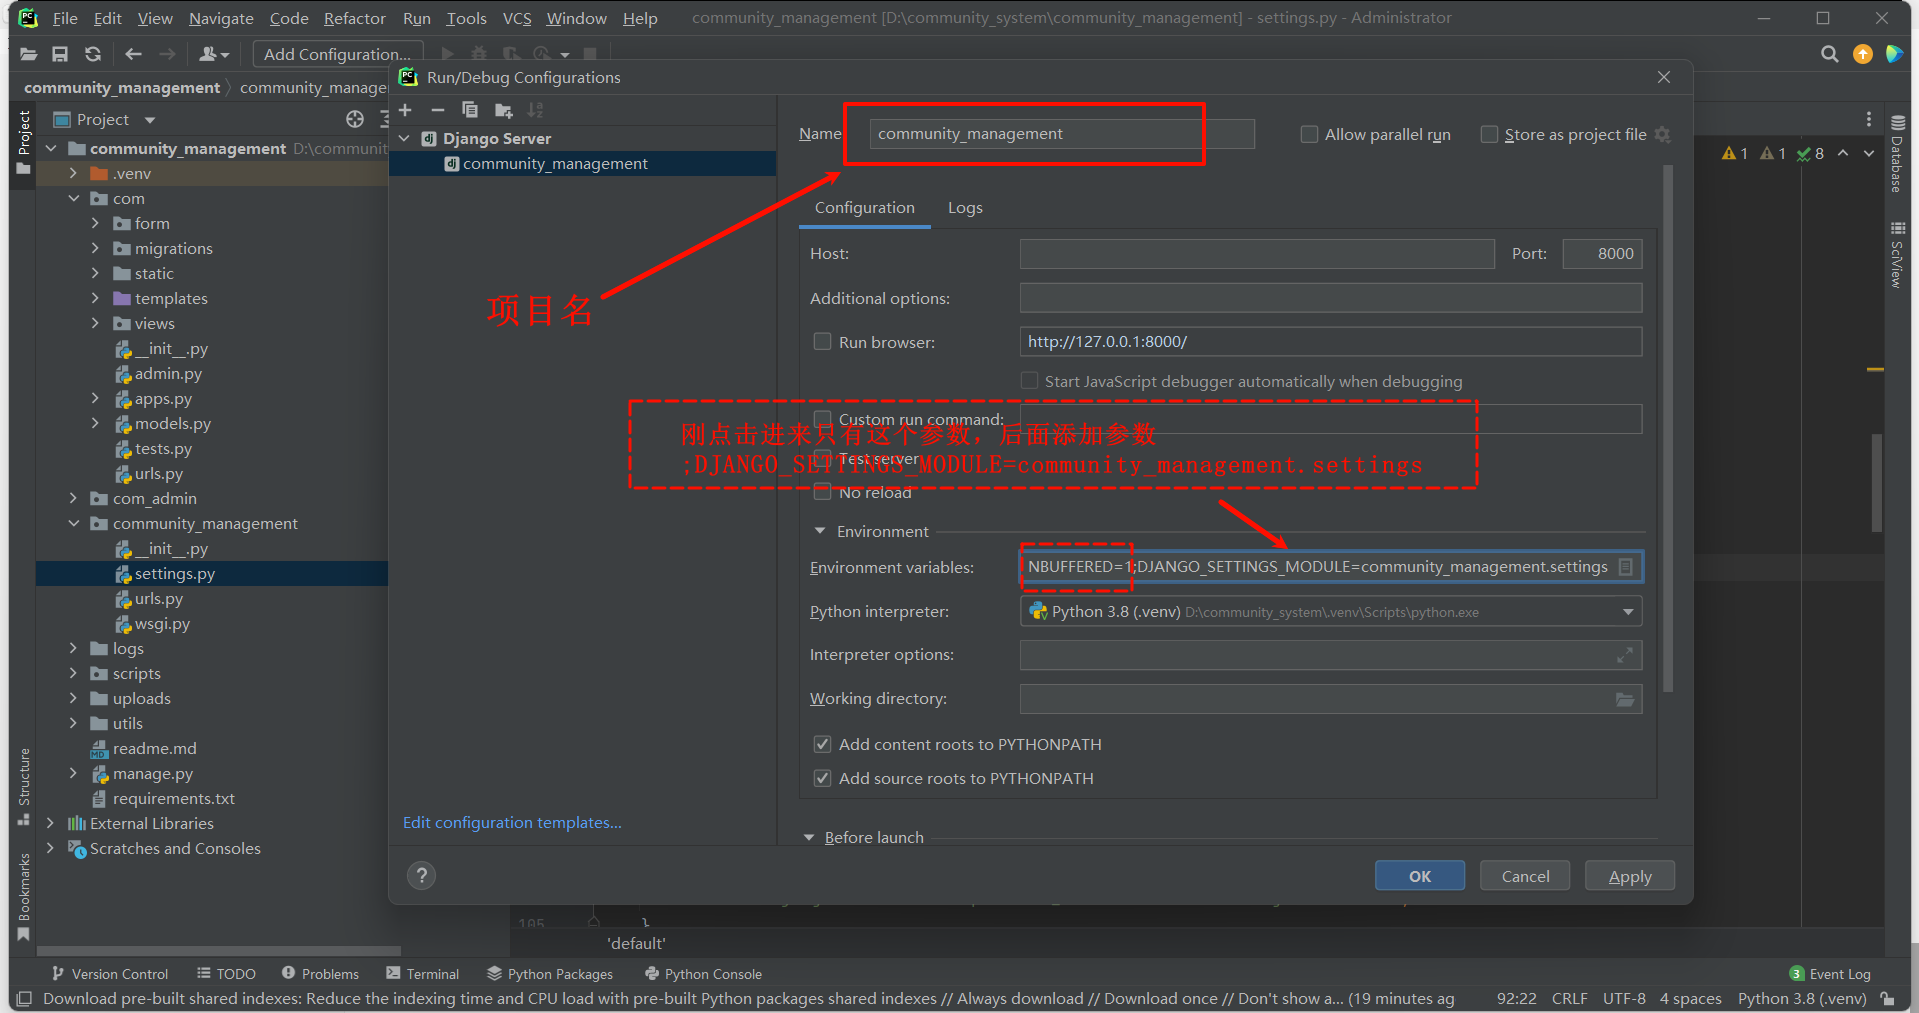 File Edit View Navigate Code Refactor Run Tools VCS Window Help community_management [D:\community_system\community_management] - settings.py - Administrator
Add Configuration...
community_management community_manage
Run/Debug Configurations
Project
Project
community_management D:\communit
.venv
com
form
migrations
static
templates
views
__init__.py
admin.py
apps.py
models.py
tests.py
urls.py
com_admin
community_management
__init__.py
settings.py
urls.py
wsgi.py
logs
scripts
uploads
utils
readme.md
manage.py
requirements.txt
External Libraries
Scratches and Consoles
Structure
Bookmarks
Django Server
community_management
Edit configuration templates...
Name community_management Allow parallel run Store as project file
项目名
Configuration Logs
Host: Port: 8000
Additional options:
Run browser: http://127.0.0.1:8000/
Start JavaScript debugger automatically when debugging
Custom run command:
刚点击进来只有这个参数，后面添加参数
;DJANGO_SETTINGS_MODULE=community_management.settings
Test server
No reload
Environment
Environment variables: NBUFFERED=1;DJANGO_SETTINGS_MODULE=community_management.settings
Python interpreter: Python 3.8 (.venv) D:\community_system\.venv\Scripts\python.exe
Interpreter options:
Working directory:
Add content roots to PYTHONPATH
Add source roots to PYTHONPATH
Before launch
? OK Cancel Apply
1 1 8
Database
SciView
105 }
'default'
Version Control TODO Problems Terminal Python Packages Python Console 3 Event Log
Download pre-built shared indexes: Reduce the indexing time and CPU load with pre-built Python packages shared indexes // Always download // Download once // Don't show a... (19 minutes ag 92:22 CRLF UTF-8 4 spaces Python 3.8 (.venv)